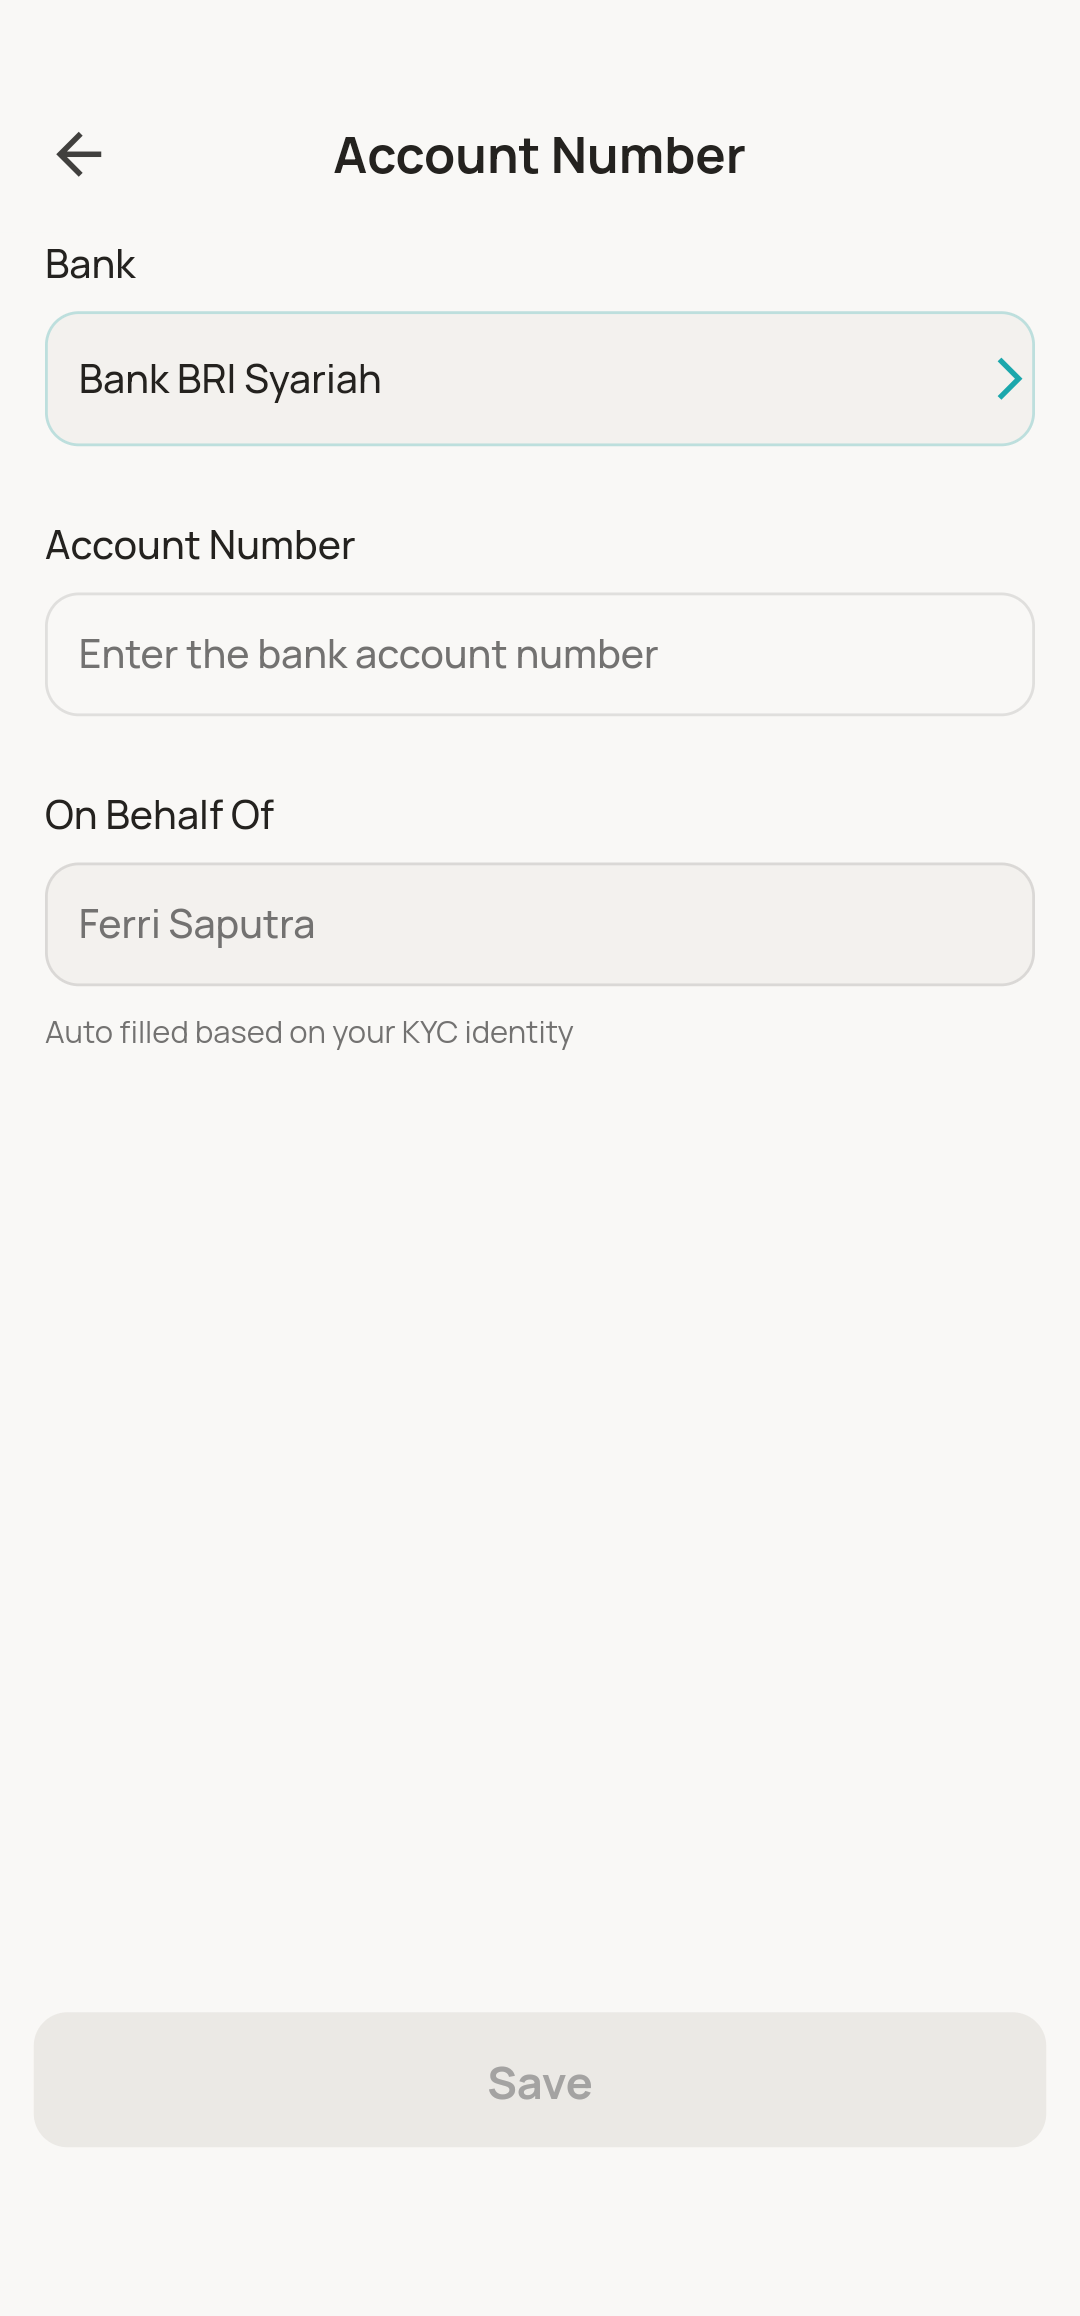 Account Number
Bank
Bank BRI Syariah
Account Number
Enter the bank account number
On Behalf Of
Ferri Saputra
Auto filled based on your KYC identity
Save